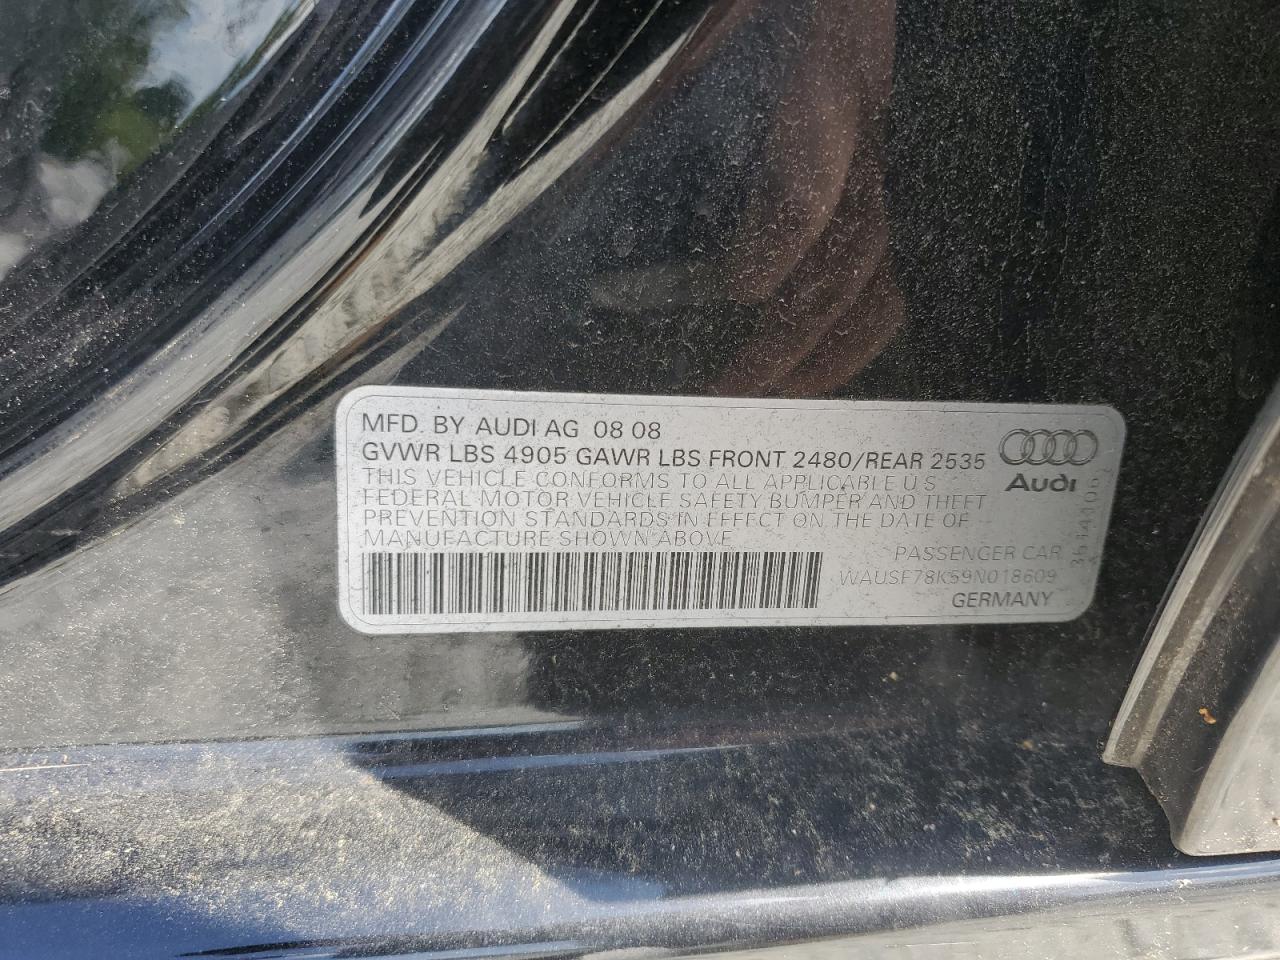 MFD. BY AUDI AG 08 08
GVWR LBS 4905 GAWR LBS FRONT 2480/REAR 2535
THIS VEHICLE CONFORMS TO ALL APPLICABLE U S
FEDERAL MOTOR VEHICLE SAFETY BUMPER AND THEFT
PREVENTION STANDARDS IN EFFECT ON THE DATE OF
MANUFACTURE SHOWN ABOVE
PASSENGER CAR
WAUSF78K59N018609
GERMANY
Audi